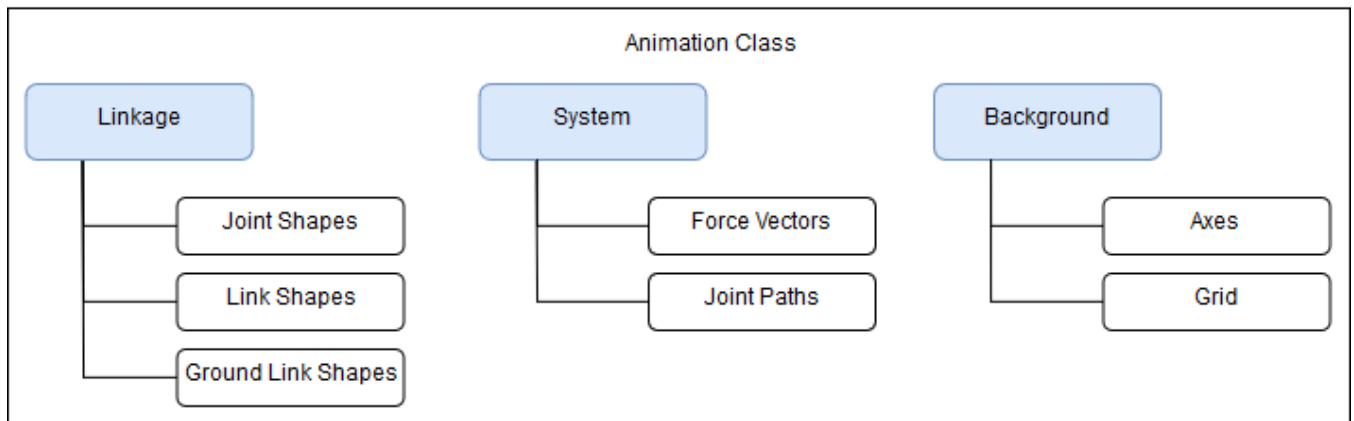 Animation Class
Linkage
Joint Shapes
Link Shapes
Ground Link Shapes
System
Force Vectors
Joint Paths
Background
Axes
Grid